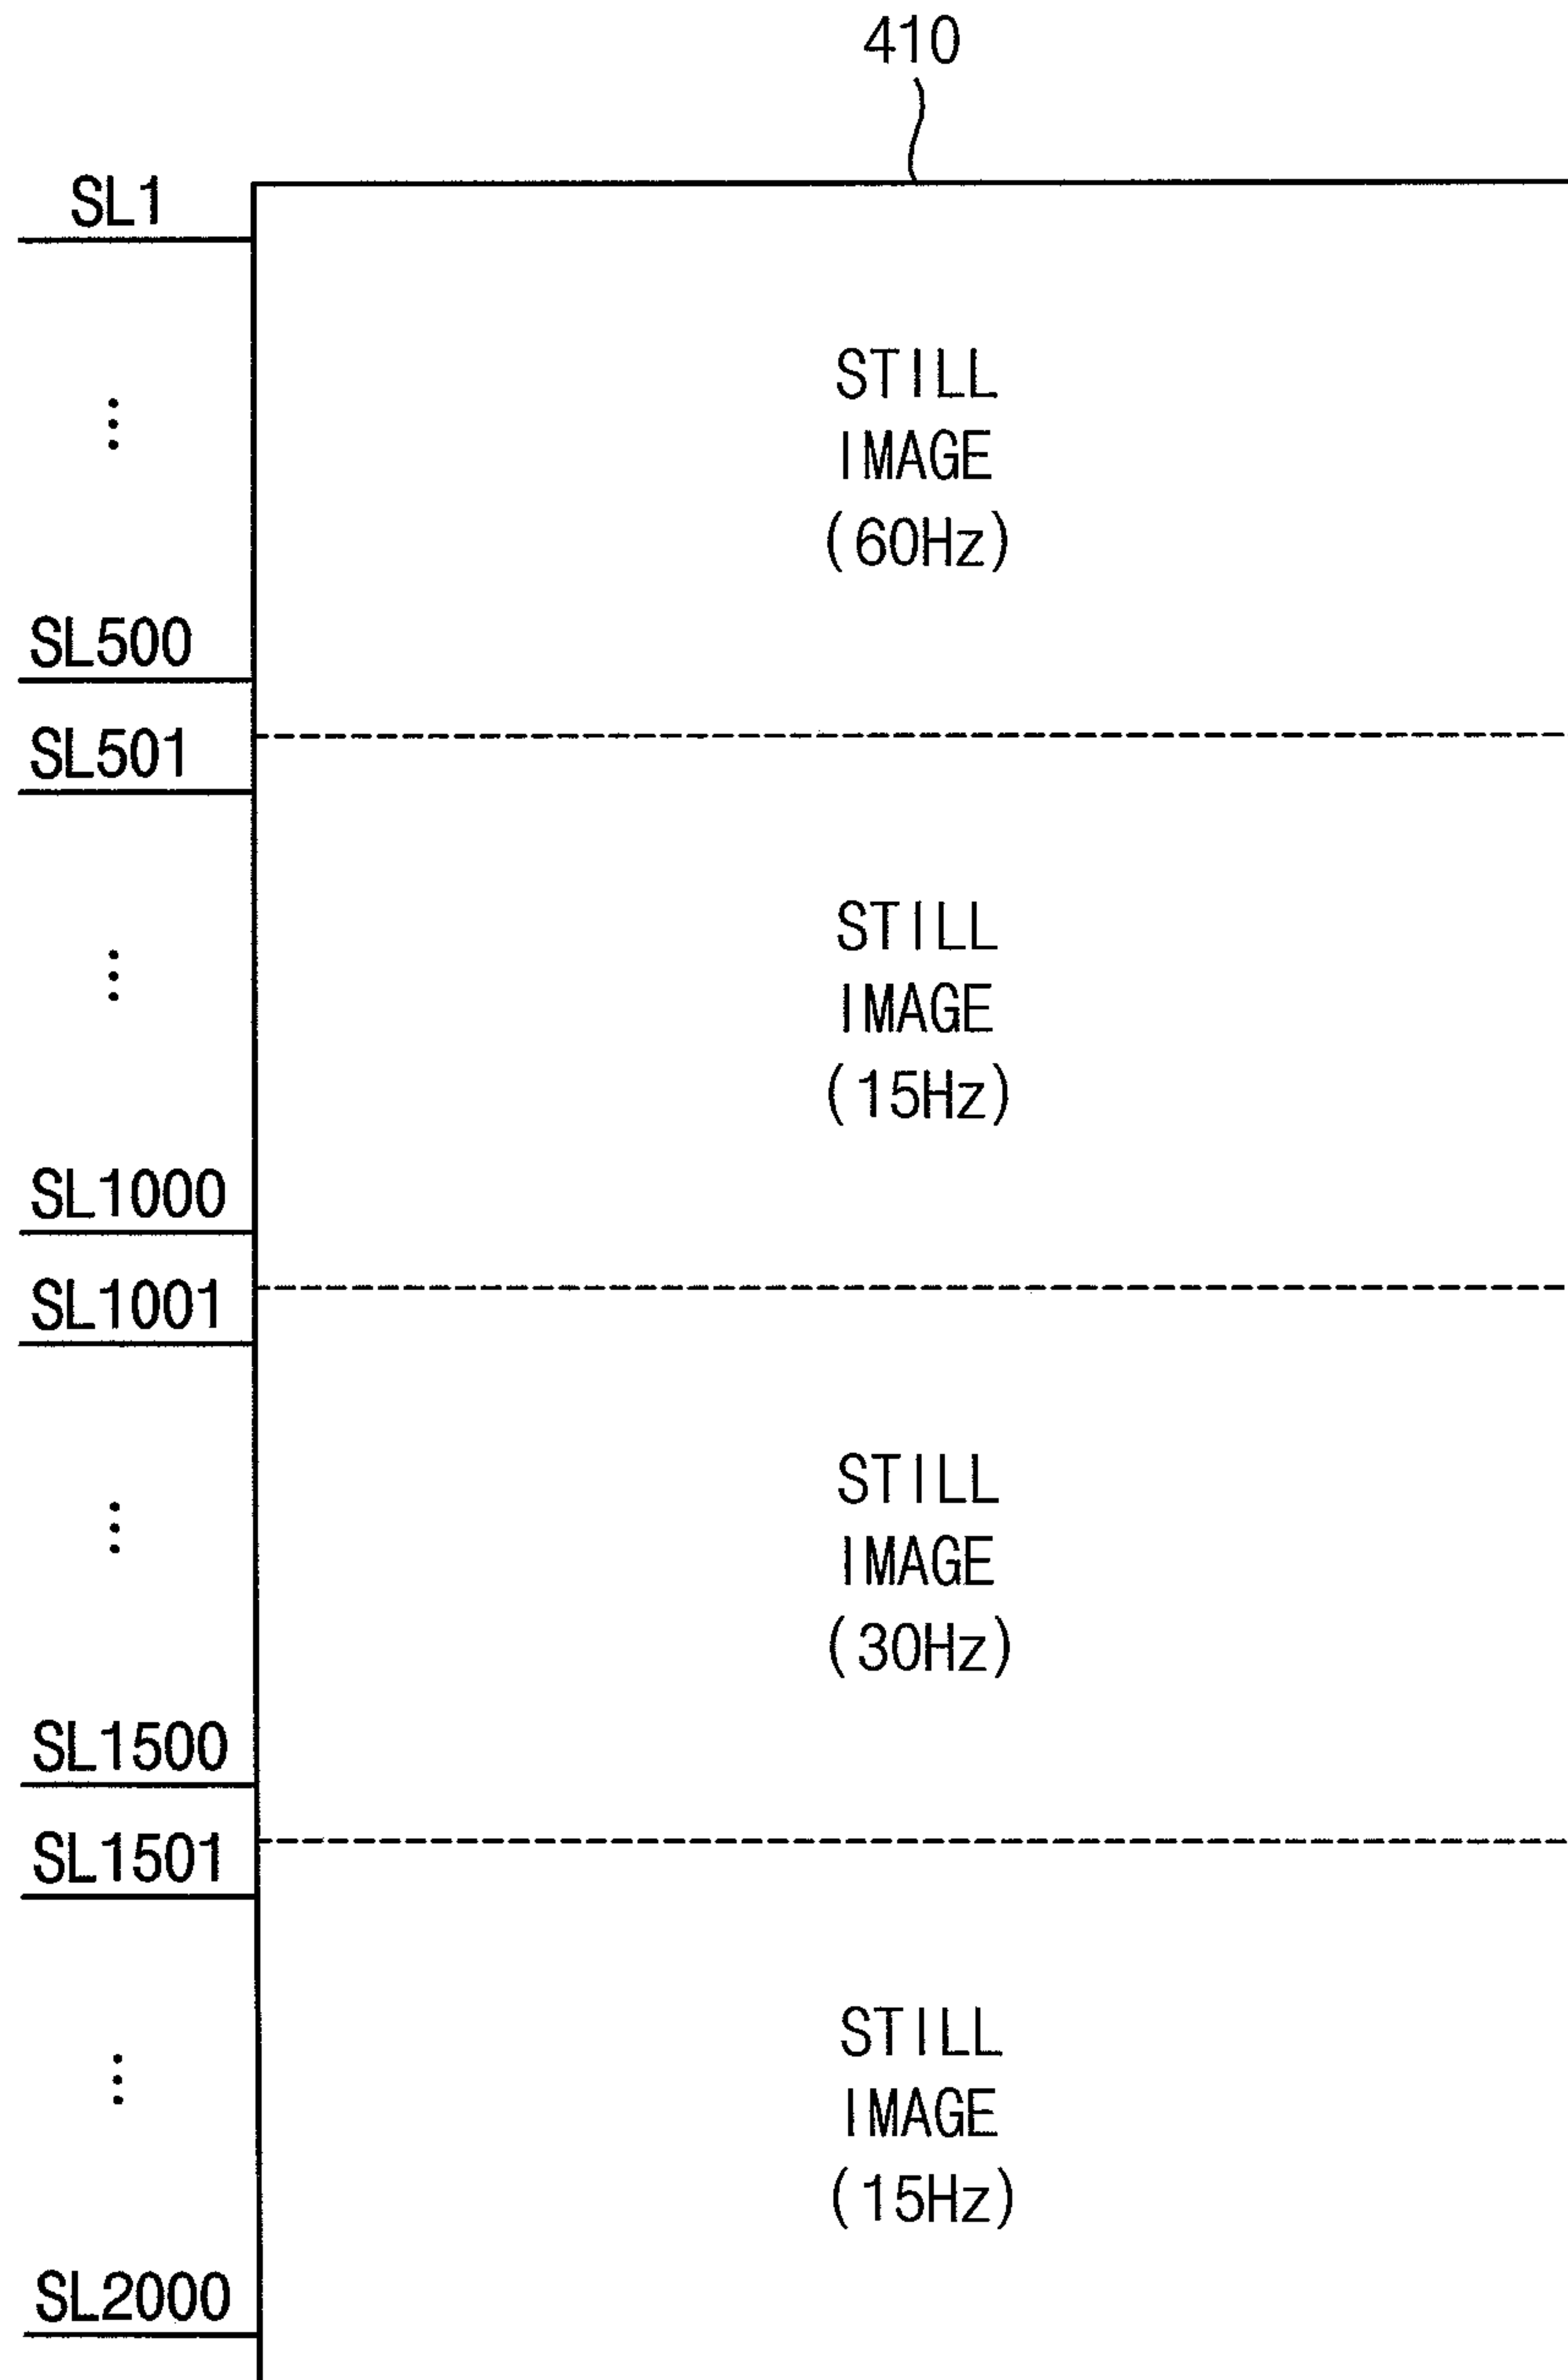 410
SL1
STILL
IMAGE
(60Hz)
SL500
SL501
STILL
IMAGE
(15Hz)
SL1000
SL1001
STILL
IMAGE
(30Hz)
SL1500
SL1501
STILL
IMAGE
(15Hz)
SL2000